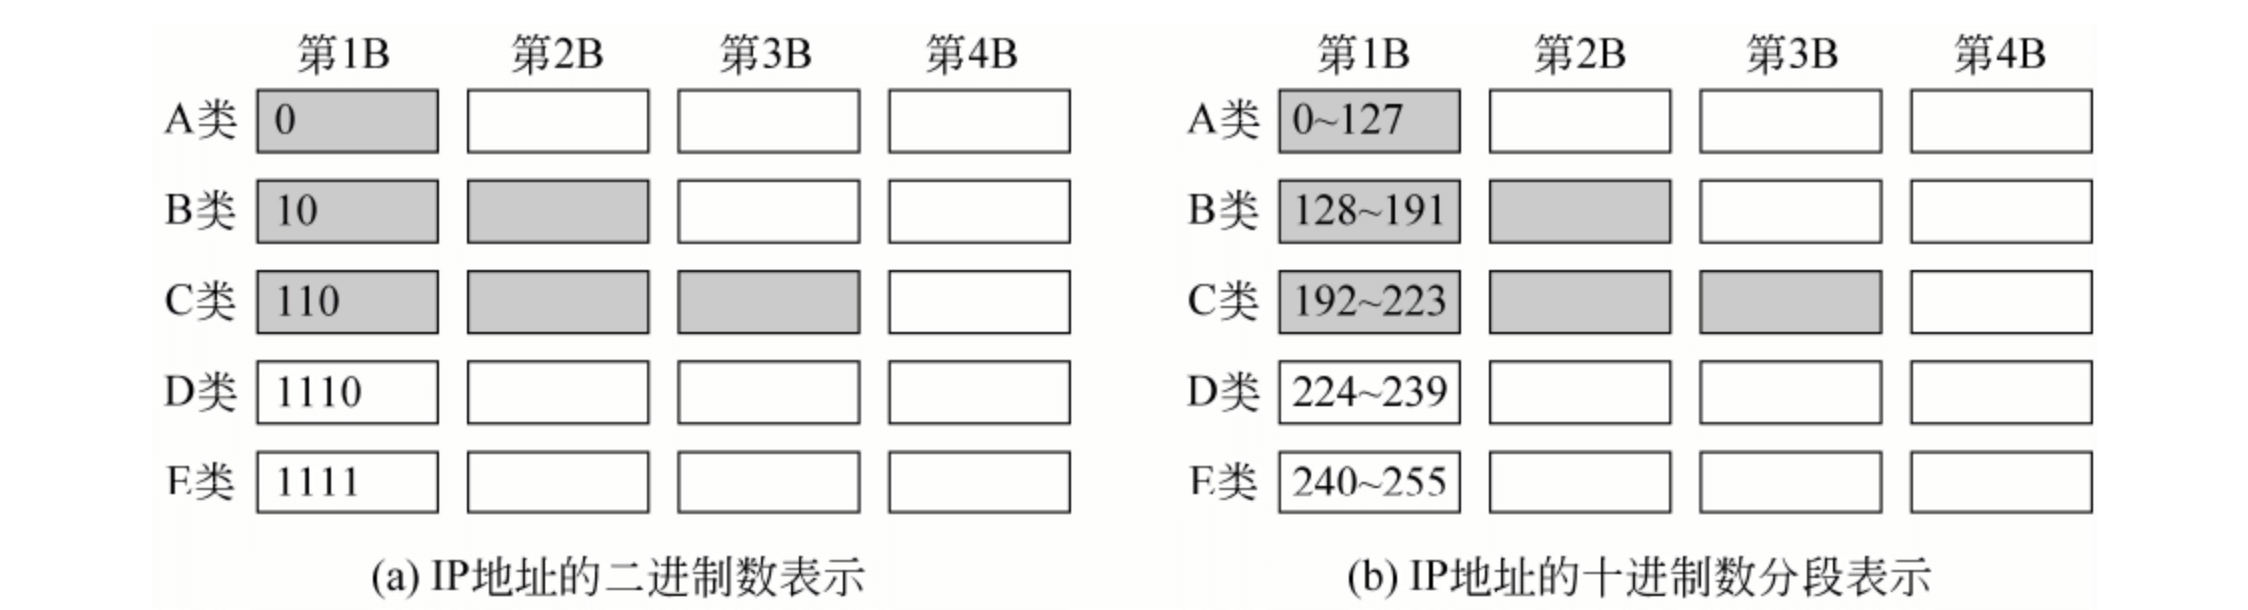 第1B 第2B 第3B 第4B
A类 0
B类 10
C类 110
D类 1110
E类 1111
(a) IP地址的二进制数表示
第1B 第2B 第3B 第4B
A类 0~127
B类 128~191
C类 192~223
D类 224~239
E类 240~255
(b) IP地址的十进制数分段表示